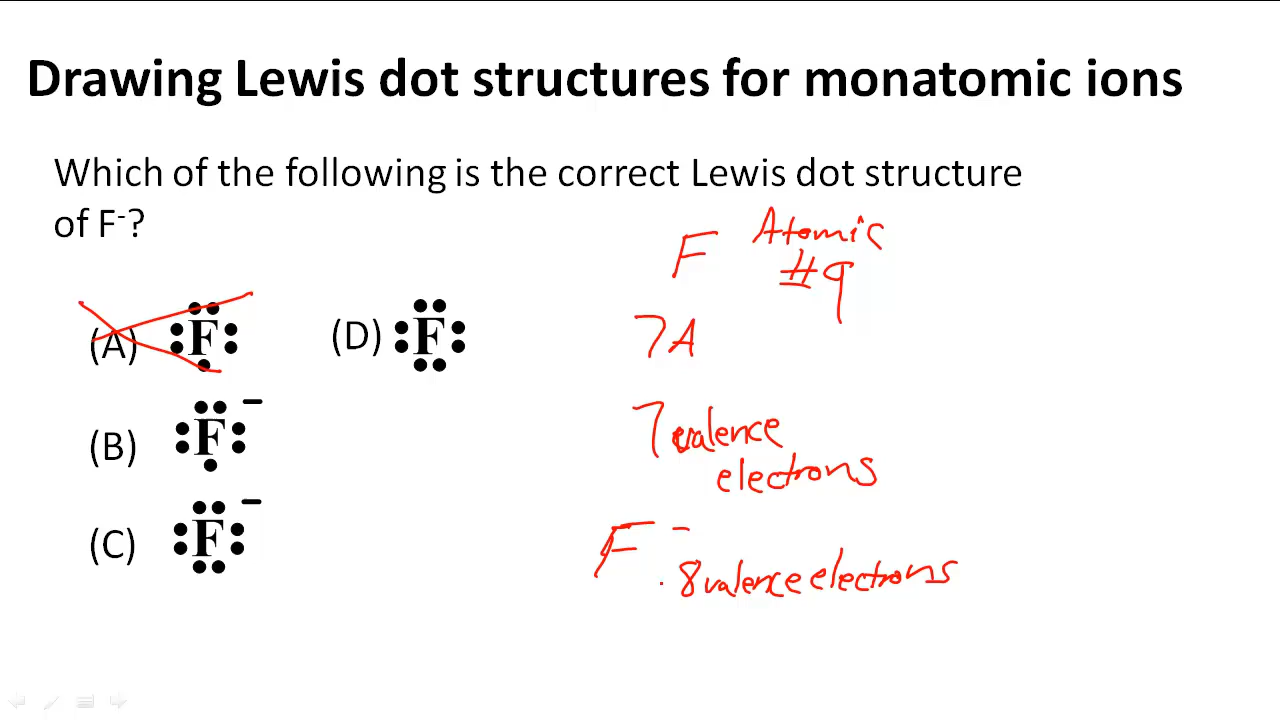 Drawing Lewis dot structures for monatomic ions
Which of the following is the correct Lewis dot structure
of F⁻?
F Atomic
#9
(A) F
(D) F
7A
(B) F⁻
7 valence
electrons
(C) F⁻
F⁻
8 valence electrons